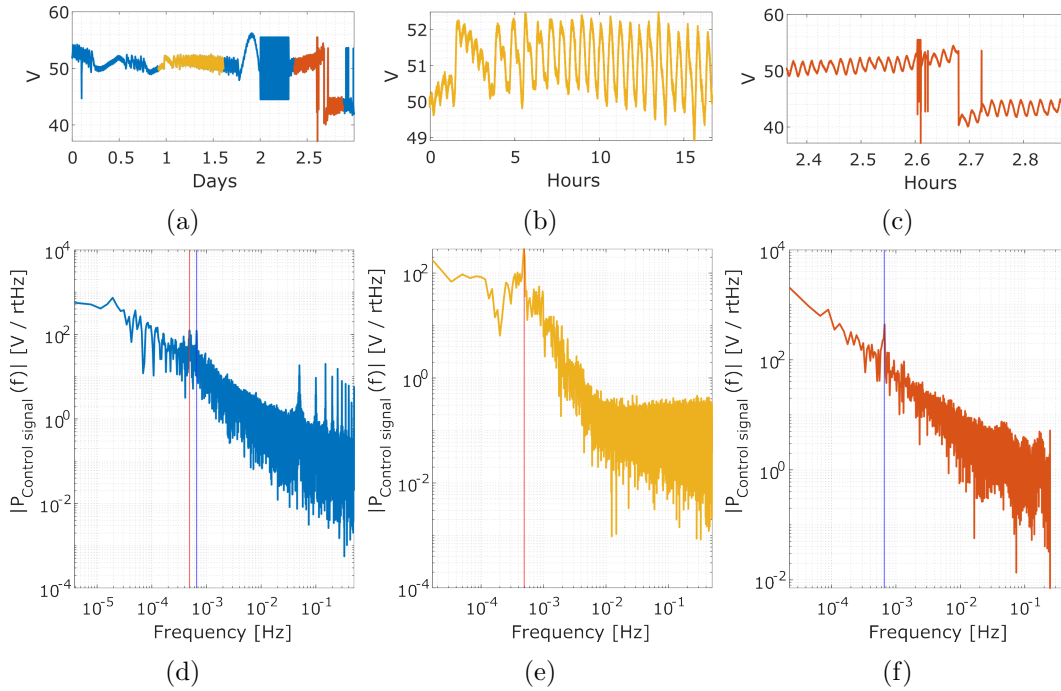 60
50
40
V
0 0.5 1 1.5 2 2.5
Days
(a)
52
51
50
49
V
0 5 10 15
Hours
(b)
60
50
40
V
2.4 2.5 2.6 2.7 2.8
Hours
(c)
10^4
10^2
10^0
10^-2
10^-4
|P_Control signal (f)| [V / rtHz]
10^-5 10^-4 10^-3 10^-2 10^-1
Frequency [Hz]
(d)
10^2
10^0
10^-2
10^-4
|P_Control signal (f)| [V / rtHz]
10^-4 10^-3 10^-2 10^-1
Frequency [Hz]
(e)
10^4
10^2
10^0
10^-2
|P_Control signal (f)| [V / rtHz]
10^-4 10^-3 10^-2 10^-1
Frequency [Hz]
(f)